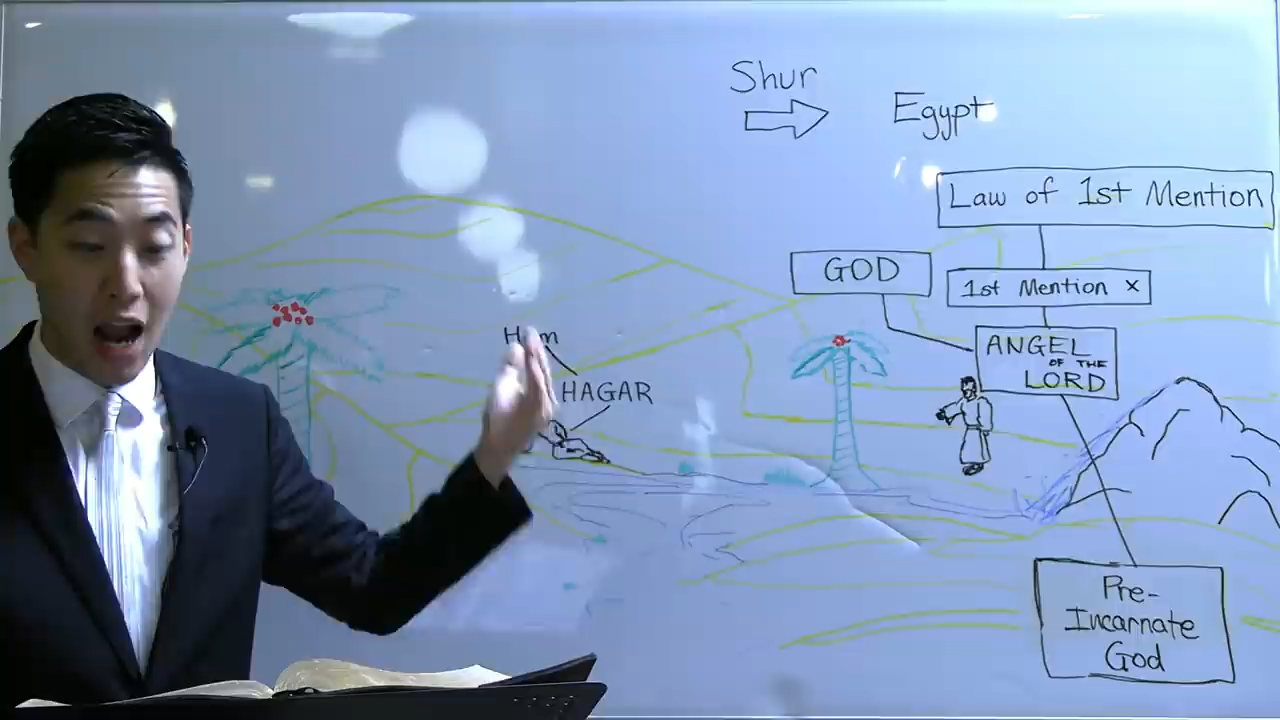 Shur
Egypt
Law of 1st Mention
GOD
1st Mention x
ANGEL
OF THE
LORD
HAGAR
Pre-
Incarnate
God